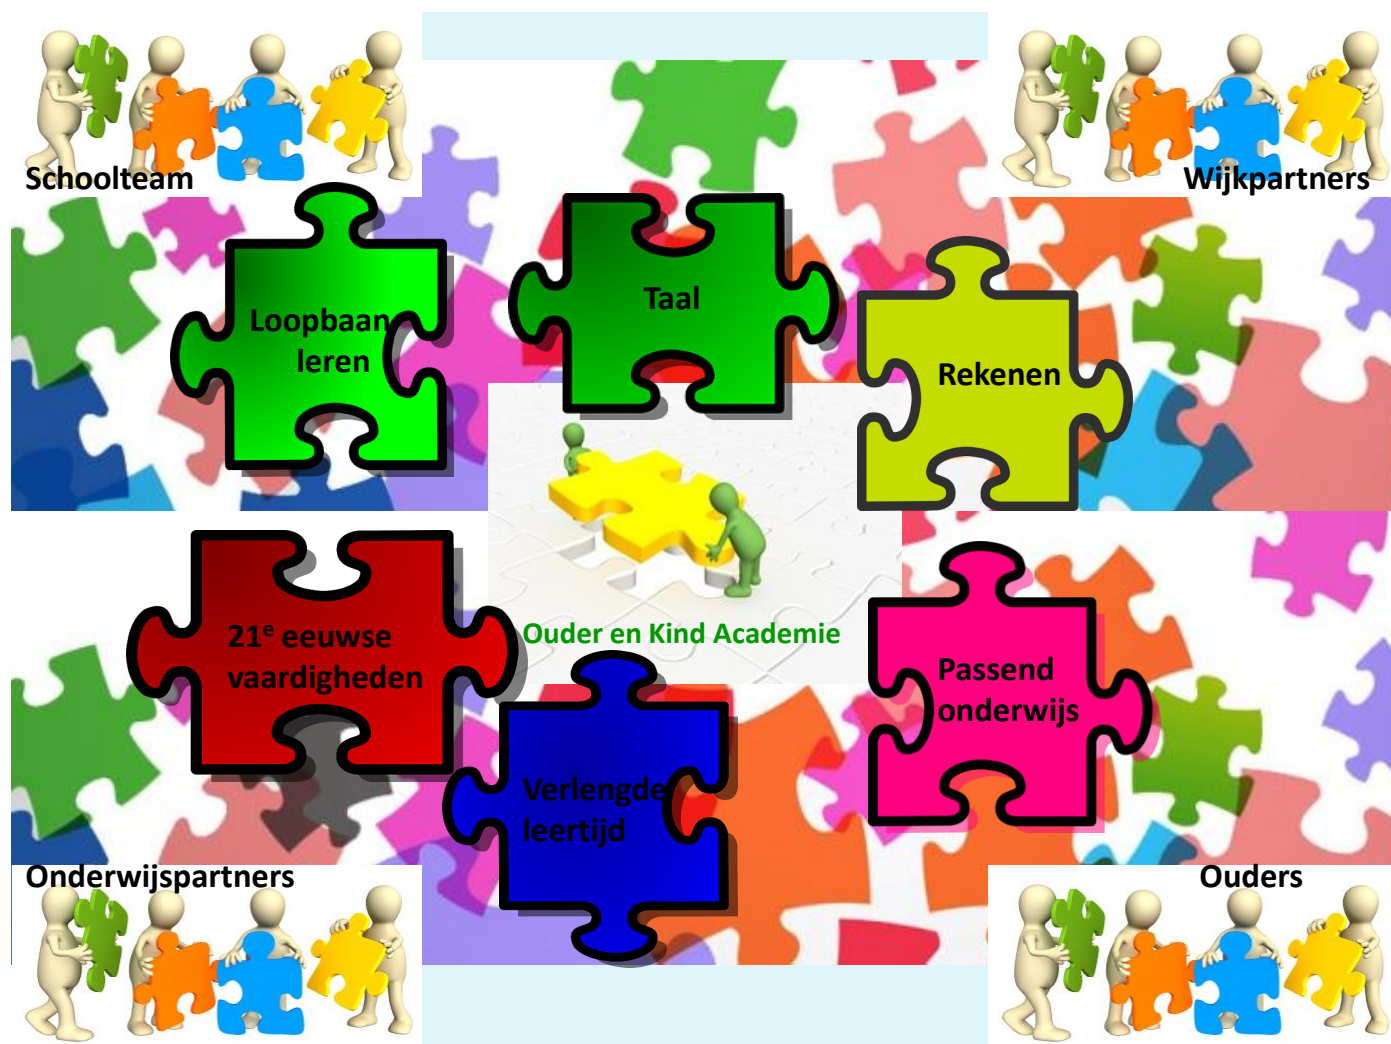 Schoolteam
Wijkpartners
Loopbaan
leren
Taal
Rekenen
21e eeuwse
vaardigheden
Ouder en Kind Academie
Passend
onderwijs
Verlengde
leertijd
Onderwijspartners
Ouders